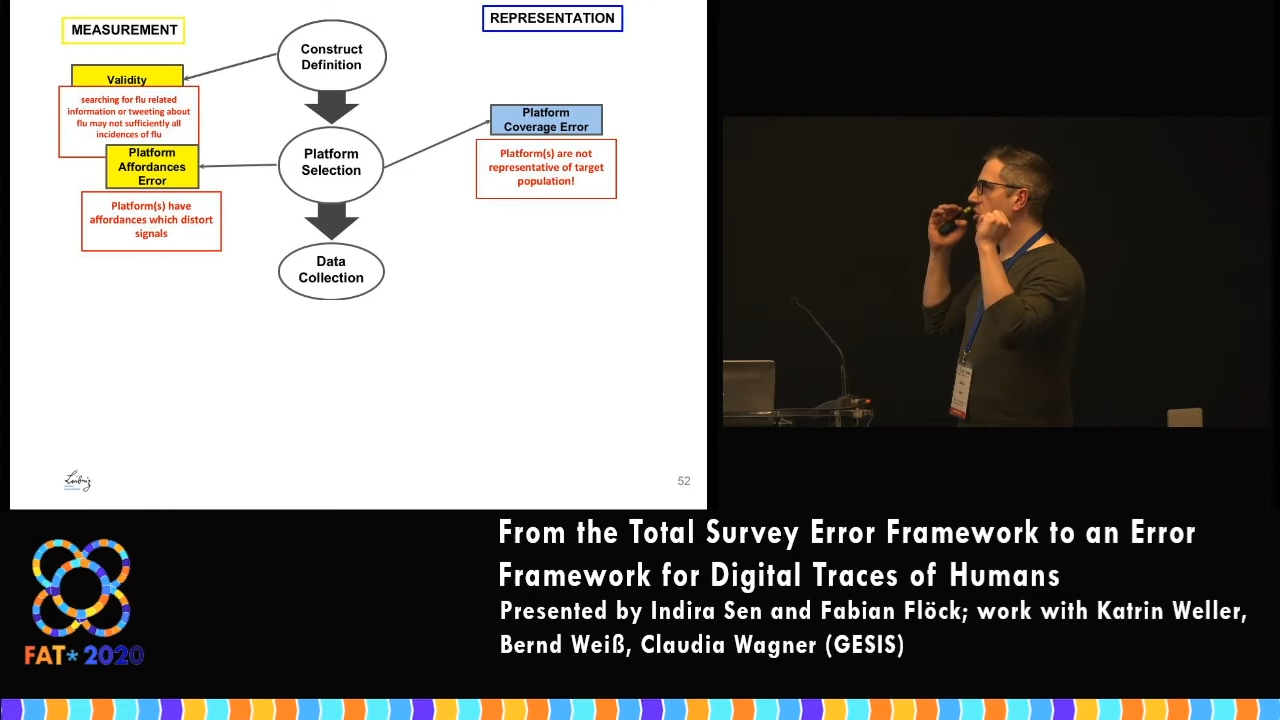 MEASUREMENT
REPRESENTATION
Construct
Definition
Validity
searching for flu related
information or tweeting about
flu may not sufficiently all
incidences of flu
Platform
Coverage Error
Platform(s) are not
representative of target
population!
Platform
Affordances
Error
Platform
Selection
Platform(s) have
affordances which distort
signals
Data
Collection
Leibniz
52
From the Total Survey Error Framework to an Error
Framework for Digital Traces of Humans
Presented by Indira Sen and Fabian Flöck; work with Katrin Weller,
Bernd Weiß, Claudia Wagner (GESIS)
FAT* 2020